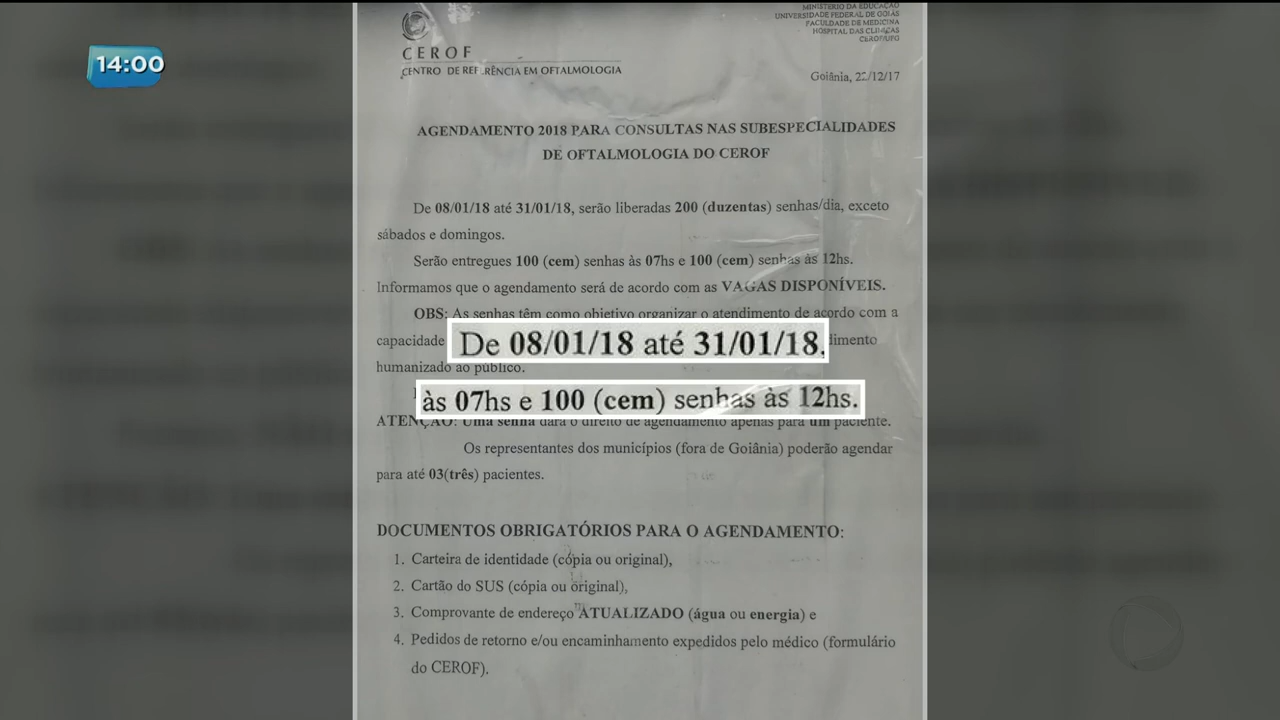 14:00
CEROF
CENTRO DE REFERÊNCIA EM OFTALMOLOGIA
MINISTÉRIO DA EDUCAÇÃO
UNIVERSIDADE FEDERAL DE GOIÁS
FACULDADE DE MEDICINA
HOSPITAL DAS CLÍNICAS
CEROF/UFG
Goiânia, 22/12/17
AGENDAMENTO 2018 PARA CONSULTAS NAS SUBESPECIALIDADES
DE OFTALMOLOGIA DO CEROF
De 08/01/18 até 31/01/18, serão liberadas 200 (duzentas) senhas/dia, exceto
sábados e domingos.
Serão entregues 100 (cem) senhas às 07hs e 100 (cem) senhas às 12hs.
Informamos que o agendamento será de acordo com as VAGAS DISPONÍVEIS.
OBS: As senhas têm como objetivo organizar o atendimento de acordo com a
capacidade
De 08/01/18 até 31/01/18,
humanizado ao público.
às 07hs e 100 (cem) senhas às 12hs.
ATENÇÃO: Uma senha dará o direito de agendamento apenas para um paciente.
Os representantes dos municípios (fora de Goiânia) poderão agendar
para até 03(três) pacientes.
DOCUMENTOS OBRIGATÓRIOS PARA O AGENDAMENTO:
1. Carteira de identidade (cópia ou original),
2. Cartão do SUS (cópia ou original),
3. Comprovante de endereço ATUALIZADO (água ou energia) e
4. Pedidos de retorno e/ou encaminhamento expedidos pelo médico (formulário
do CEROF).